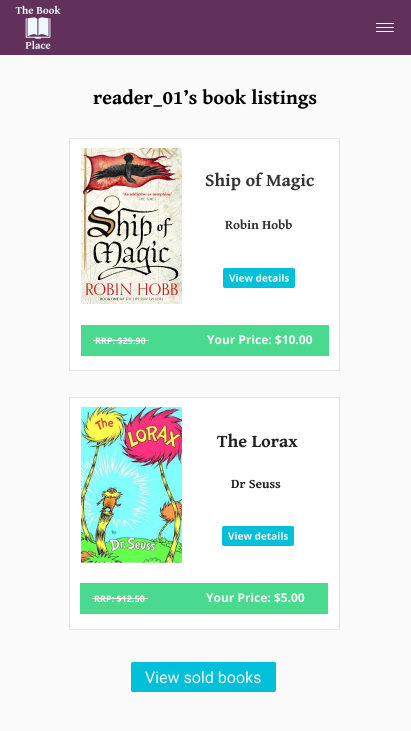 The Book
Place
reader_01’s book listings
Ship of
Magic
ROBIN HOBB
Ship of Magic
Robin Hobb
View details
RRP: $29.90
Your Price: $10.00
The
LORAX
By Dr. Seuss
The Lorax
Dr Seuss
View details
RRP: $12.50
Your Price: $5.00
View sold books